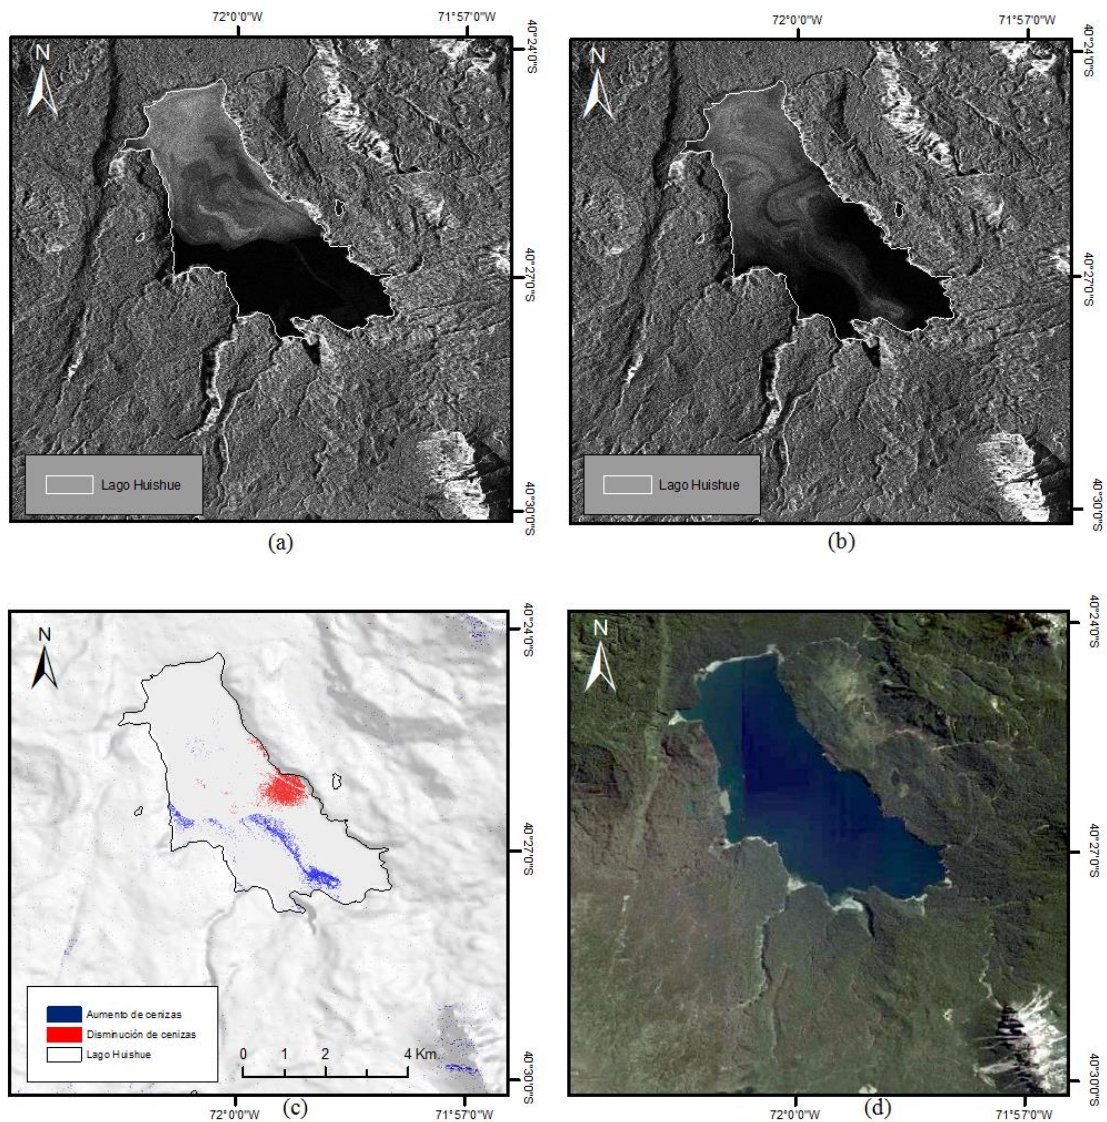 72°0'0"W
71°57'0"W
72°0'0"W
71°57'0"W
N
40°24'0"S
N
40°24'0"S
40°27'0"S
40°27'0"S
Lago Huishue
40°30'0"S
Lago Huishue
40°30'0"S
(a)
(b)
N
40°24'0"S
N
40°24'0"S
40°27'0"S
40°27'0"S
Aumento de cenizas
Disminución de cenizas
Lago Huishue
0 1 2 4 Km.
40°30'0"S
40°30'0"S
72°0'0"W
(c)
71°57'0"W
72°0'0"W
(d)
71°57'0"W